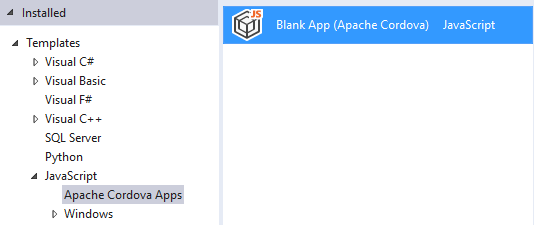 Installed
Templates
Visual C#
Visual Basic
Visual F#
Visual C++
SQL Server
Python
JavaScript
Apache Cordova Apps
Windows
JS
Blank App (Apache Cordova) JavaScript